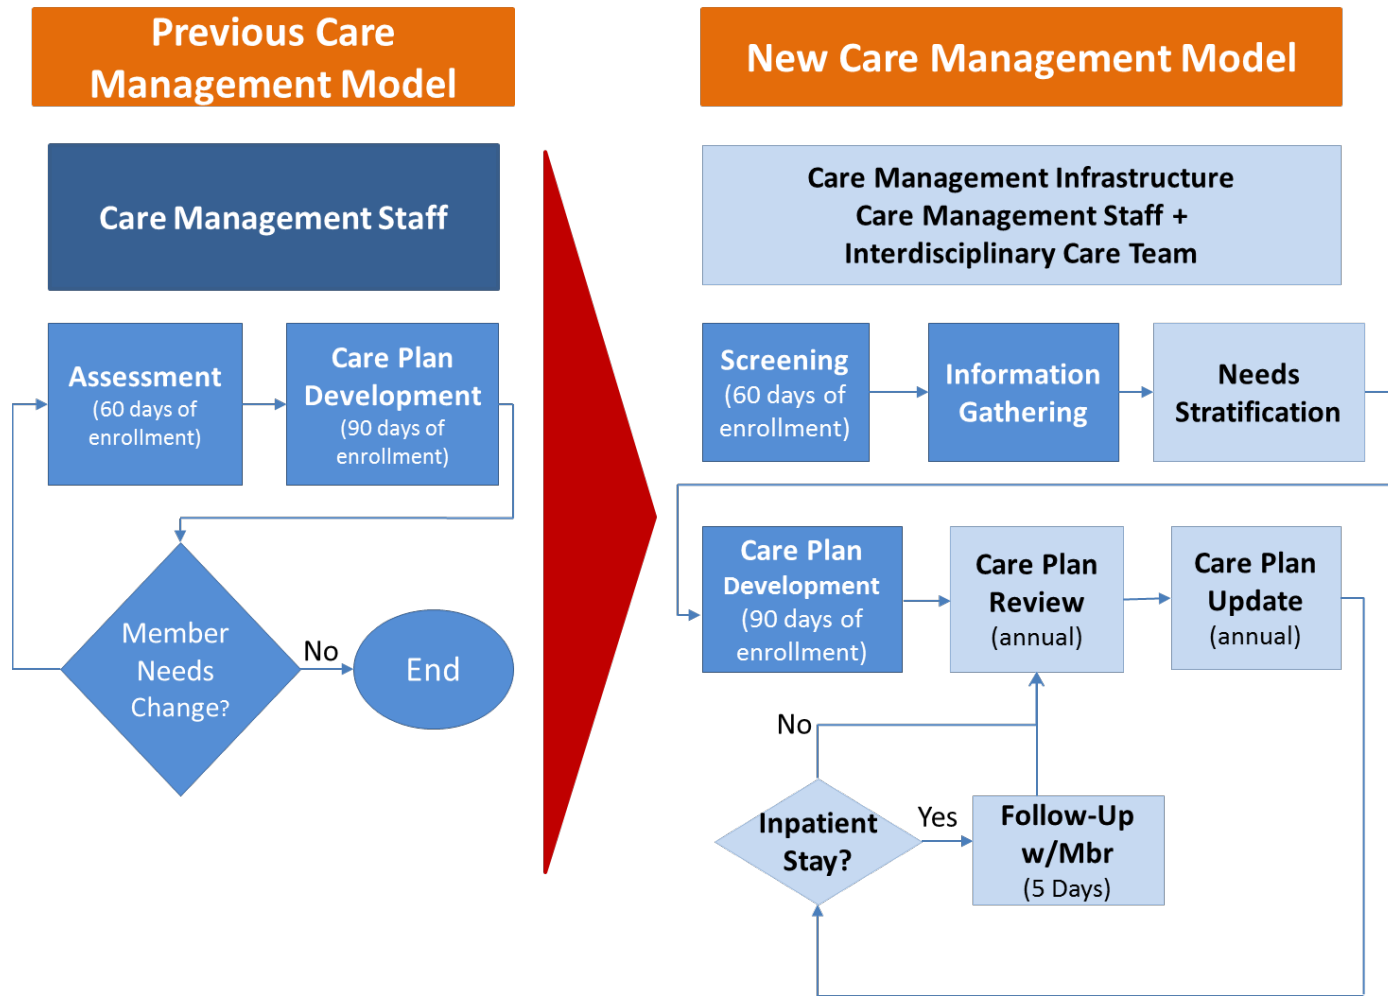 Previous Care
Management Model
New Care Management Model
Care Management Staff
Care Management Infrastructure
Care Management Staff +
Interdisciplinary Care Team
Assessment
(60 days of
enrollment)
Care Plan
Development
(90 days of
enrollment)
Member
Needs
Change?
No
End
Screening
(60 days of
enrollment)
Information
Gathering
Needs
Stratification
Care Plan
Development
(90 days of
enrollment)
Care Plan
Review
(annual)
Care Plan
Update
(annual)
No
Inpatient
Stay?
Yes
Follow-Up
w/Mbr
(5 Days)